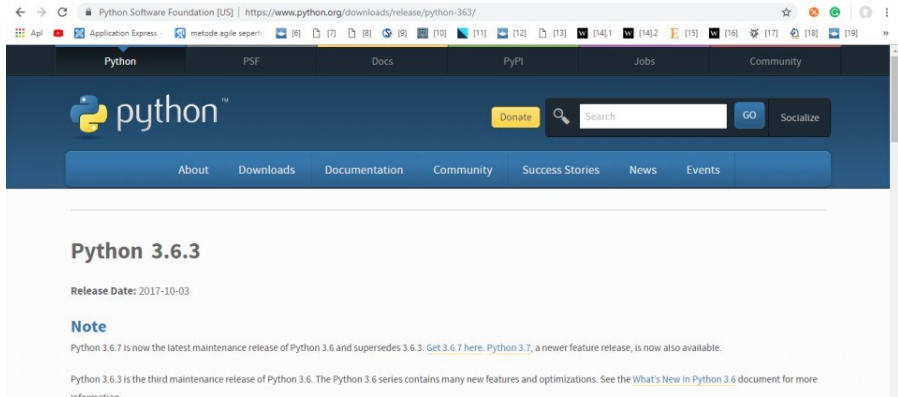 Python Software Foundation [US] | https://www.python.org/downloads/release/python-363/
Apl Application Express metode agile seperti [6] [7] [8] [9] [10] [11] [12] [13] [14].1 [14].2 [15] [16] [17] [18] [19] »
Python PSF Docs PyPI Jobs Community
python™ Donate Search GO Socialize
About Downloads Documentation Community Success Stories News Events
Python 3.6.3
Release Date: 2017-10-03
Note
Python 3.6.7 is now the latest maintenance release of Python 3.6 and supersedes 3.6.3. Get 3.6.7 here. Python 3.7, a newer feature release, is now also available.
Python 3.6.3 is the third maintenance release of Python 3.6. The Python 3.6 series contains many new features and optimizations. See the What's New In Python 3.6 document for more
information.